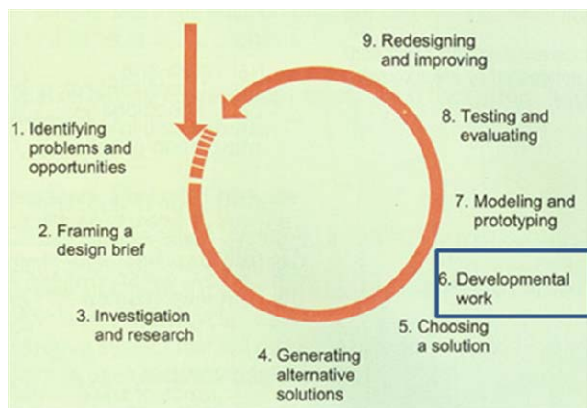 1. Identifying
problems and
opportunities
2. Framing a
design brief
3. Investigation
and research
4. Generating
alternative
solutions
5. Choosing
a solution
6. Developmental
work
7. Modeling and
prototyping
8. Testing and
evaluating
9. Redesigning
and improving